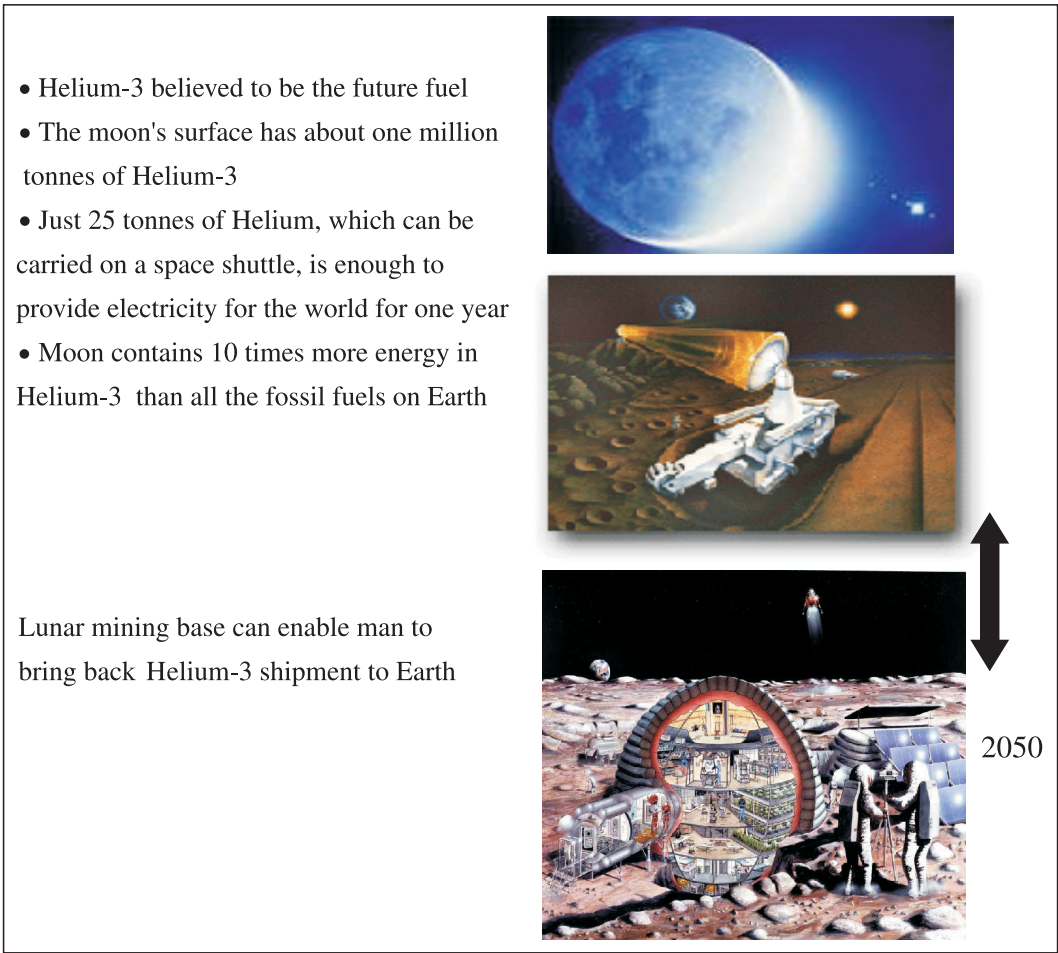 • Helium-3 believed to be the future fuel
• The moon's surface has about one million
tonnes of Helium-3
• Just 25 tonnes of Helium, which can be
carried on a space shuttle, is enough to
provide electricity for the world for one year
• Moon contains 10 times more energy in
Helium-3 than all the fossil fuels on Earth
Lunar mining base can enable man to
bring back Helium-3 shipment to Earth
2050